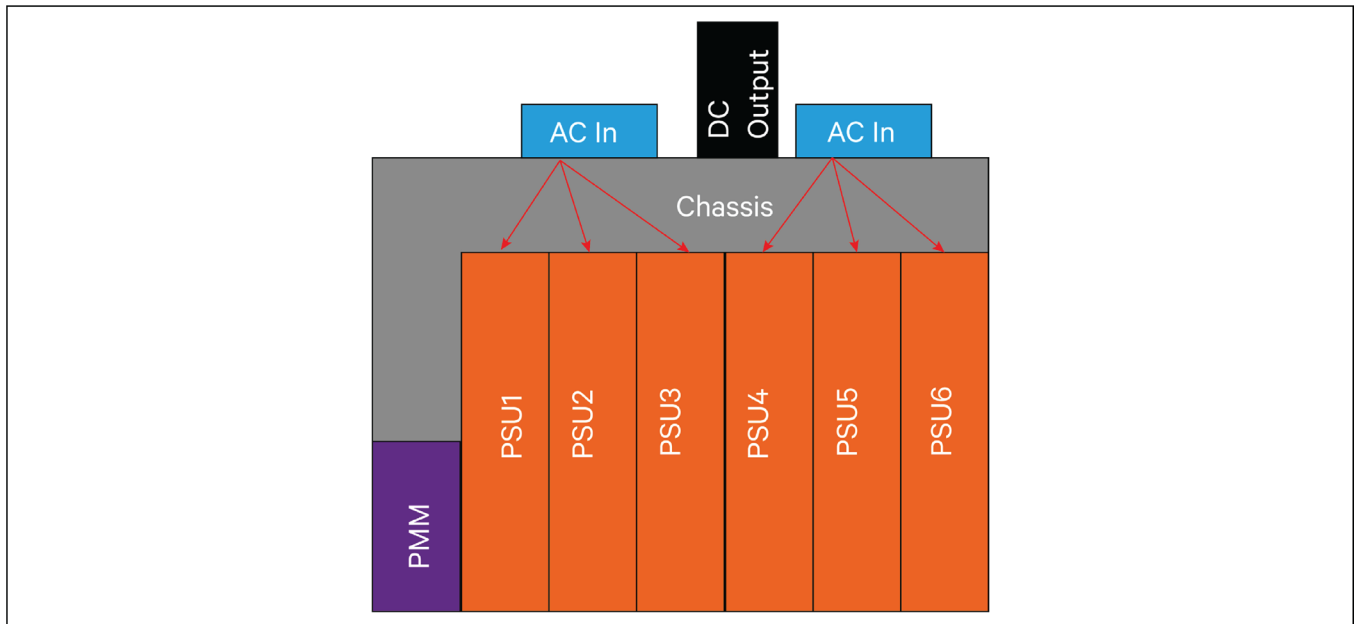 DC
Output
AC In
AC In
Chassis
PSU1
PSU2
PSU3
PSU4
PSU5
PSU6
PMM